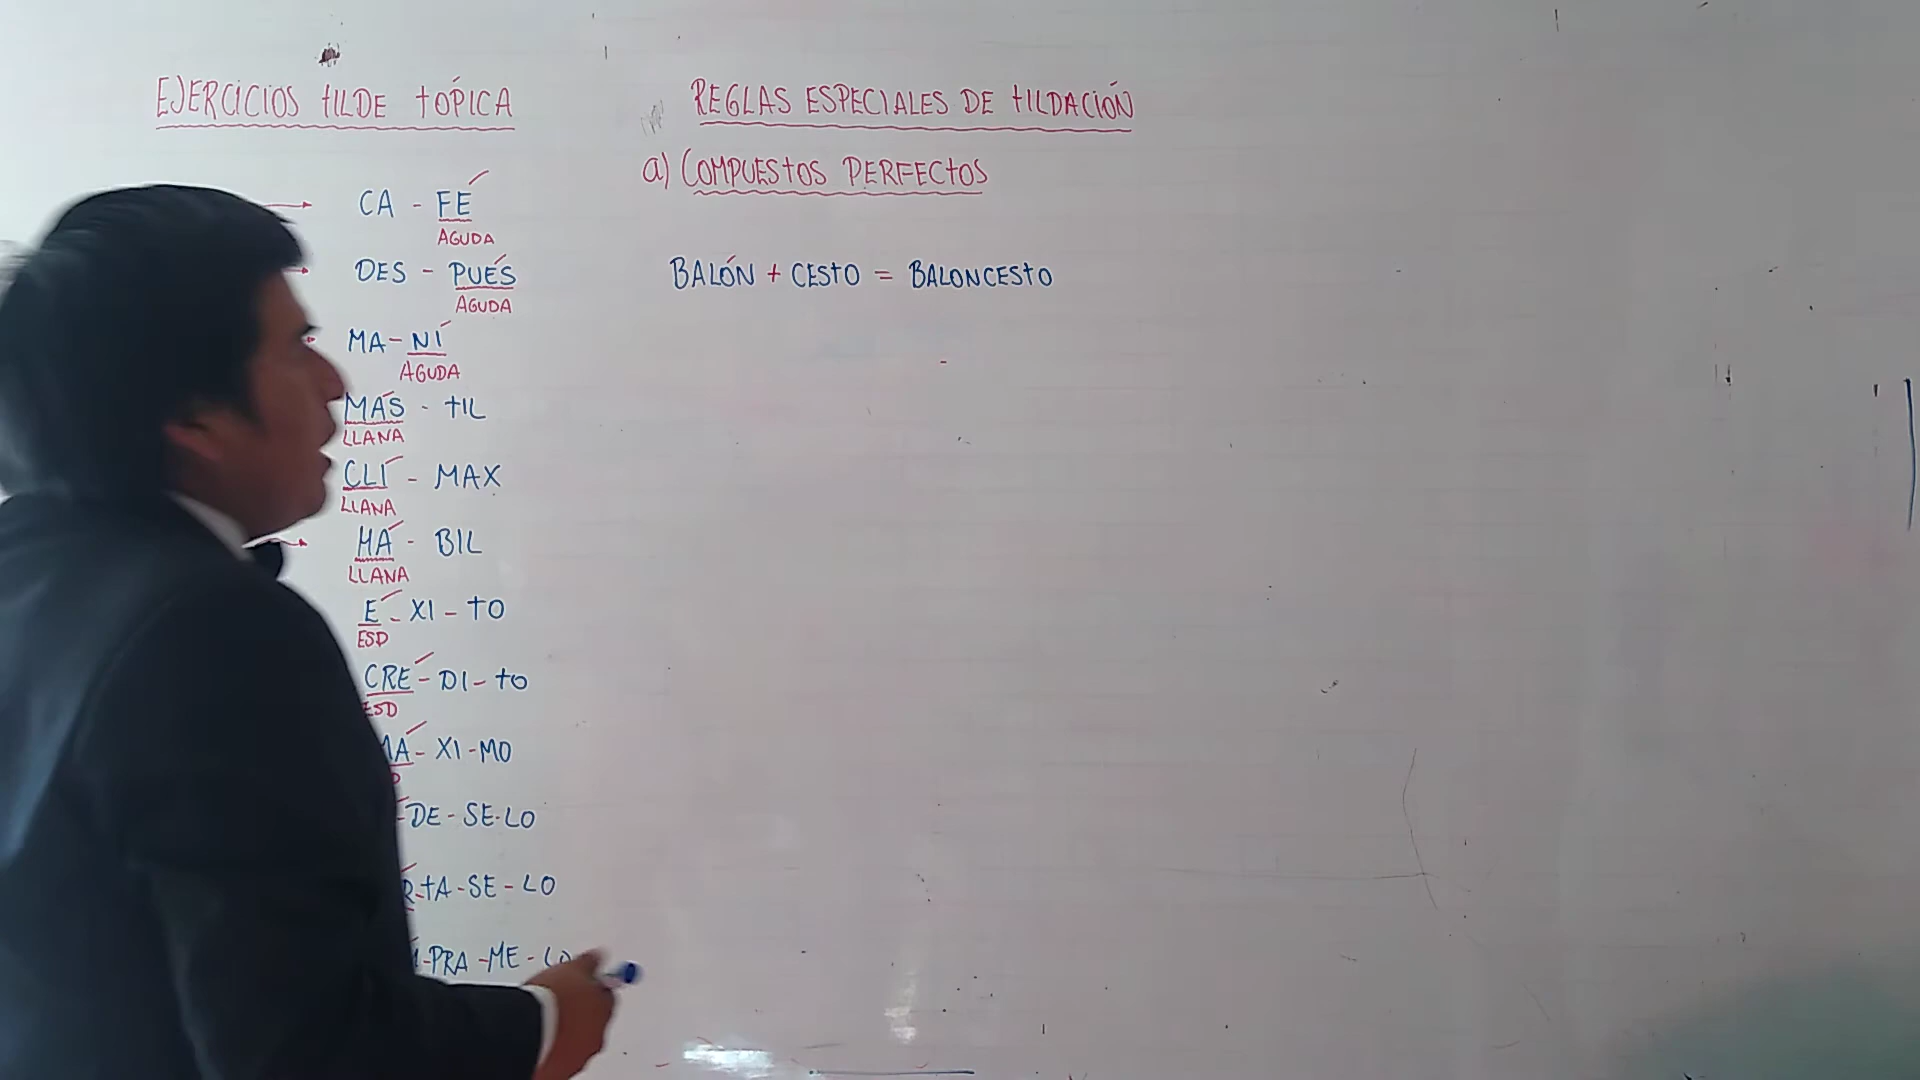 EJERCICIOS TILDE TÓPICA
CA - FÉ
AGUDA
DES - PUÉS
AGUDA
MA - NÍ
AGUDA
MÁS - TIL
LLANA
CLÍ - MAX
LLANA
HÁ - BIL
LLANA
É - XI - TO
ESD
CRÉ - DI - TO
ESD
MÁ - XI - MO
DE - SE - LO
TA - SE - LO
PRA - ME - LO
REGLAS ESPECIALES DE TILDACIÓN
a) COMPUESTOS PERFECTOS
BALÓN + CESTO = BALONCESTO